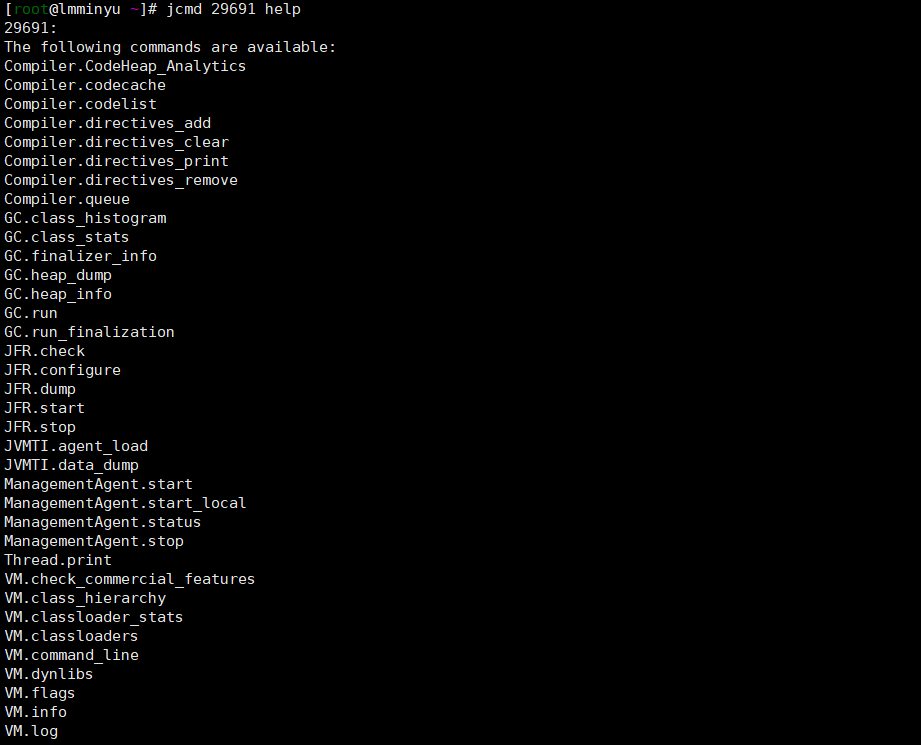 [root@lmminyu ~]# jcmd 29691 help
29691:
The following commands are available:
Compiler.CodeHeap_Analytics
Compiler.codecache
Compiler.codelist
Compiler.directives_add
Compiler.directives_clear
Compiler.directives_print
Compiler.directives_remove
Compiler.queue
GC.class_histogram
GC.class_stats
GC.finalizer_info
GC.heap_dump
GC.heap_info
GC.run
GC.run_finalization
JFR.check
JFR.configure
JFR.dump
JFR.start
JFR.stop
JVMTI.agent_load
JVMTI.data_dump
ManagementAgent.start
ManagementAgent.start_local
ManagementAgent.status
ManagementAgent.stop
Thread.print
VM.check_commercial_features
VM.class_hierarchy
VM.classloader_stats
VM.classloaders
VM.command_line
VM.dynlibs
VM.flags
VM.info
VM.log